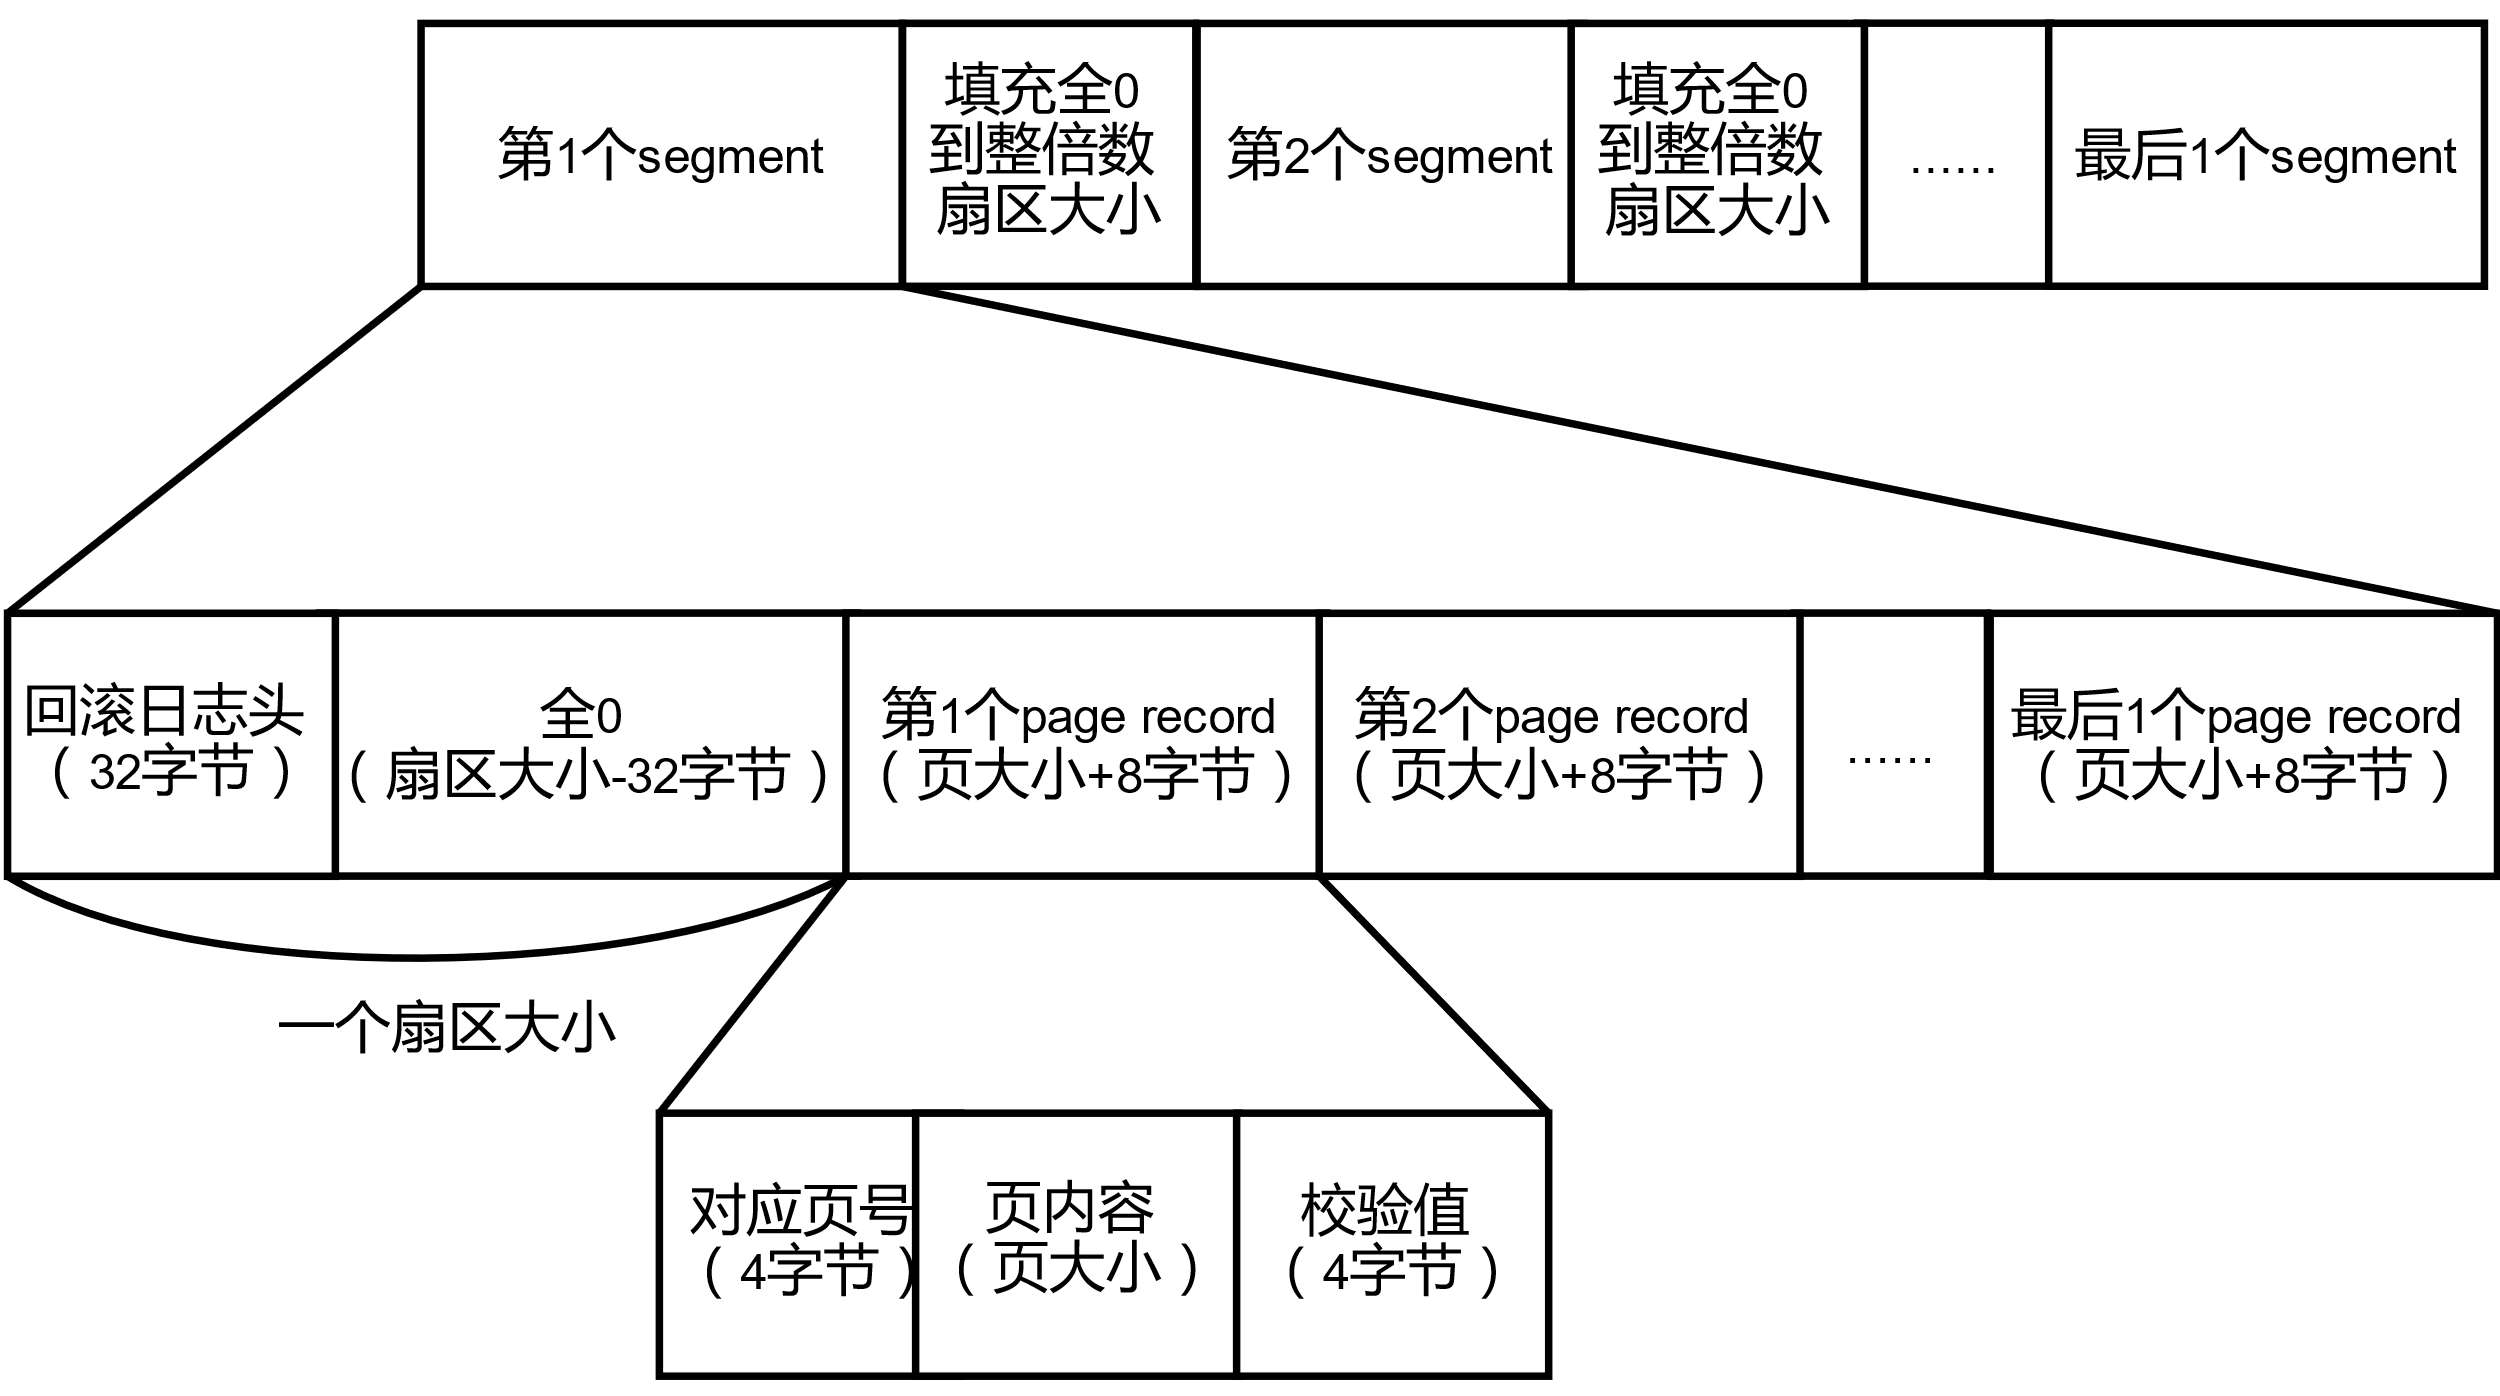 第1个segment
填充全0
到整倍数
扇区大小
第2个segment
填充全0
到整倍数
扇区大小
......
最后1个segment
回滚日志头
（32字节）
全0
（扇区大小-32字节）
第1个page record
（页大小+8字节）
第2个page record
（页大小+8字节）
......
最后1个page record
（页大小+8字节）
一个扇区大小
对应页号
（4字节）
页内容
（页大小）
校验值
（4字节）